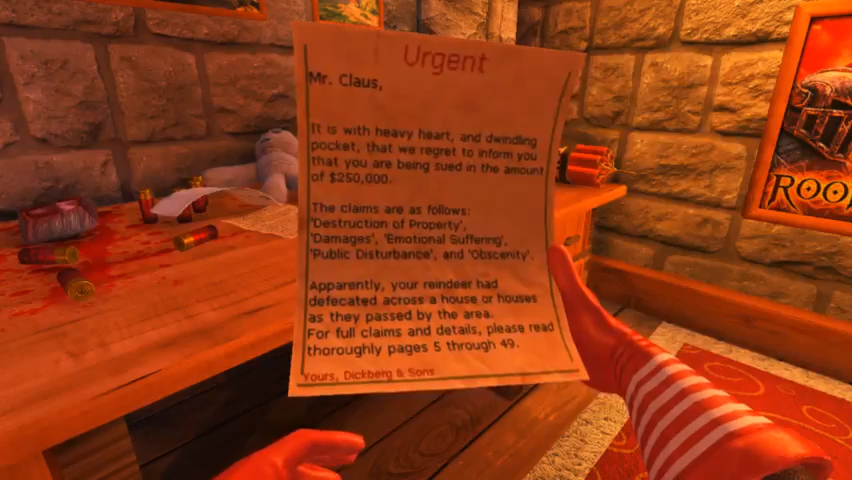 Urgent
Mr. Claus,
It is with heavy heart, and dwindling
pocket, that we regret to inform you
that you are being sued in the amount
of $250,000.
The claims are as follows:
'Destruction of Property',
'Damages', 'Emotional Suffering',
'Public Disturbance', and 'Obscenity'.
Apparently, your reindeer had
defecated across a house or houses
as they passed by the area.
For full claims and details, please read
thoroughly pages 5 through 49.
Yours, Dickberg & Sons